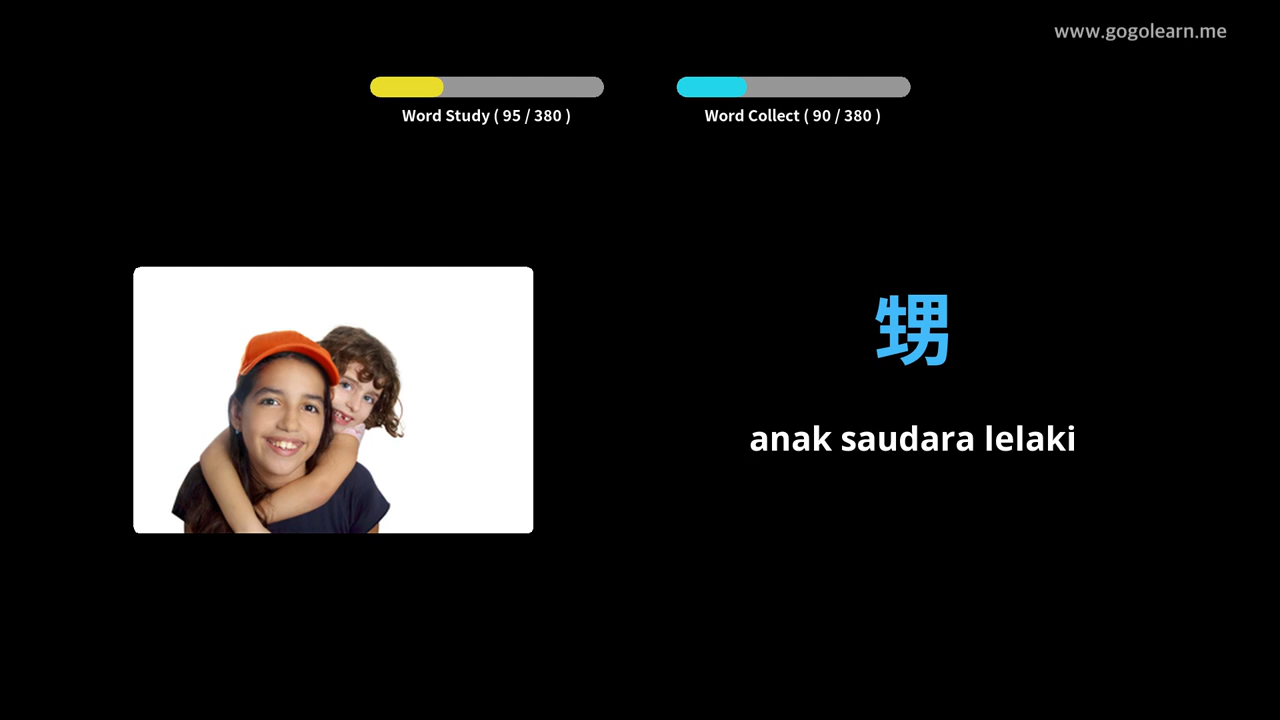 www.gogolearn.me
Word Study ( 95 / 380 )
Word Collect ( 90 / 380 )
甥
anak saudara lelaki